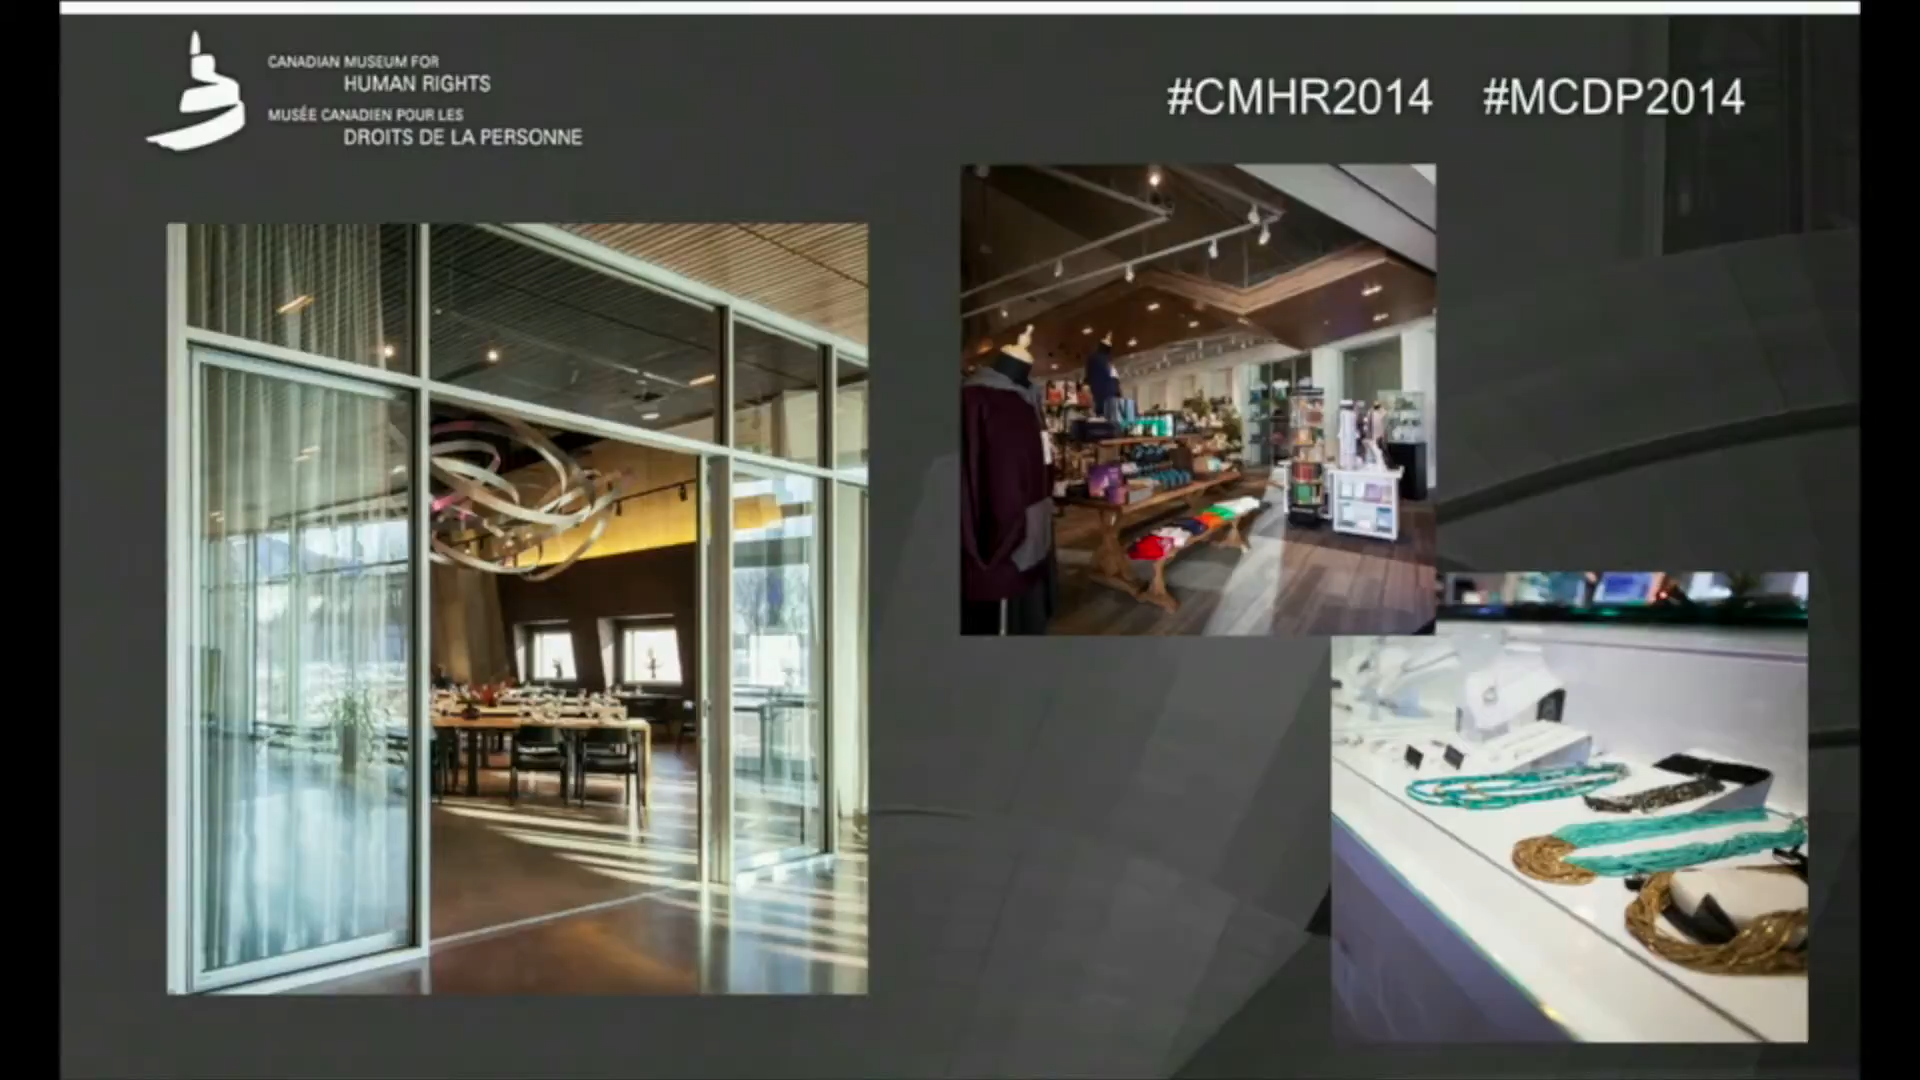 CANADIAN MUSEUM FOR
HUMAN RIGHTS
MUSÉE CANADIEN POUR LES
DROITS DE LA PERSONNE
#CMHR2014 #MCDP2014